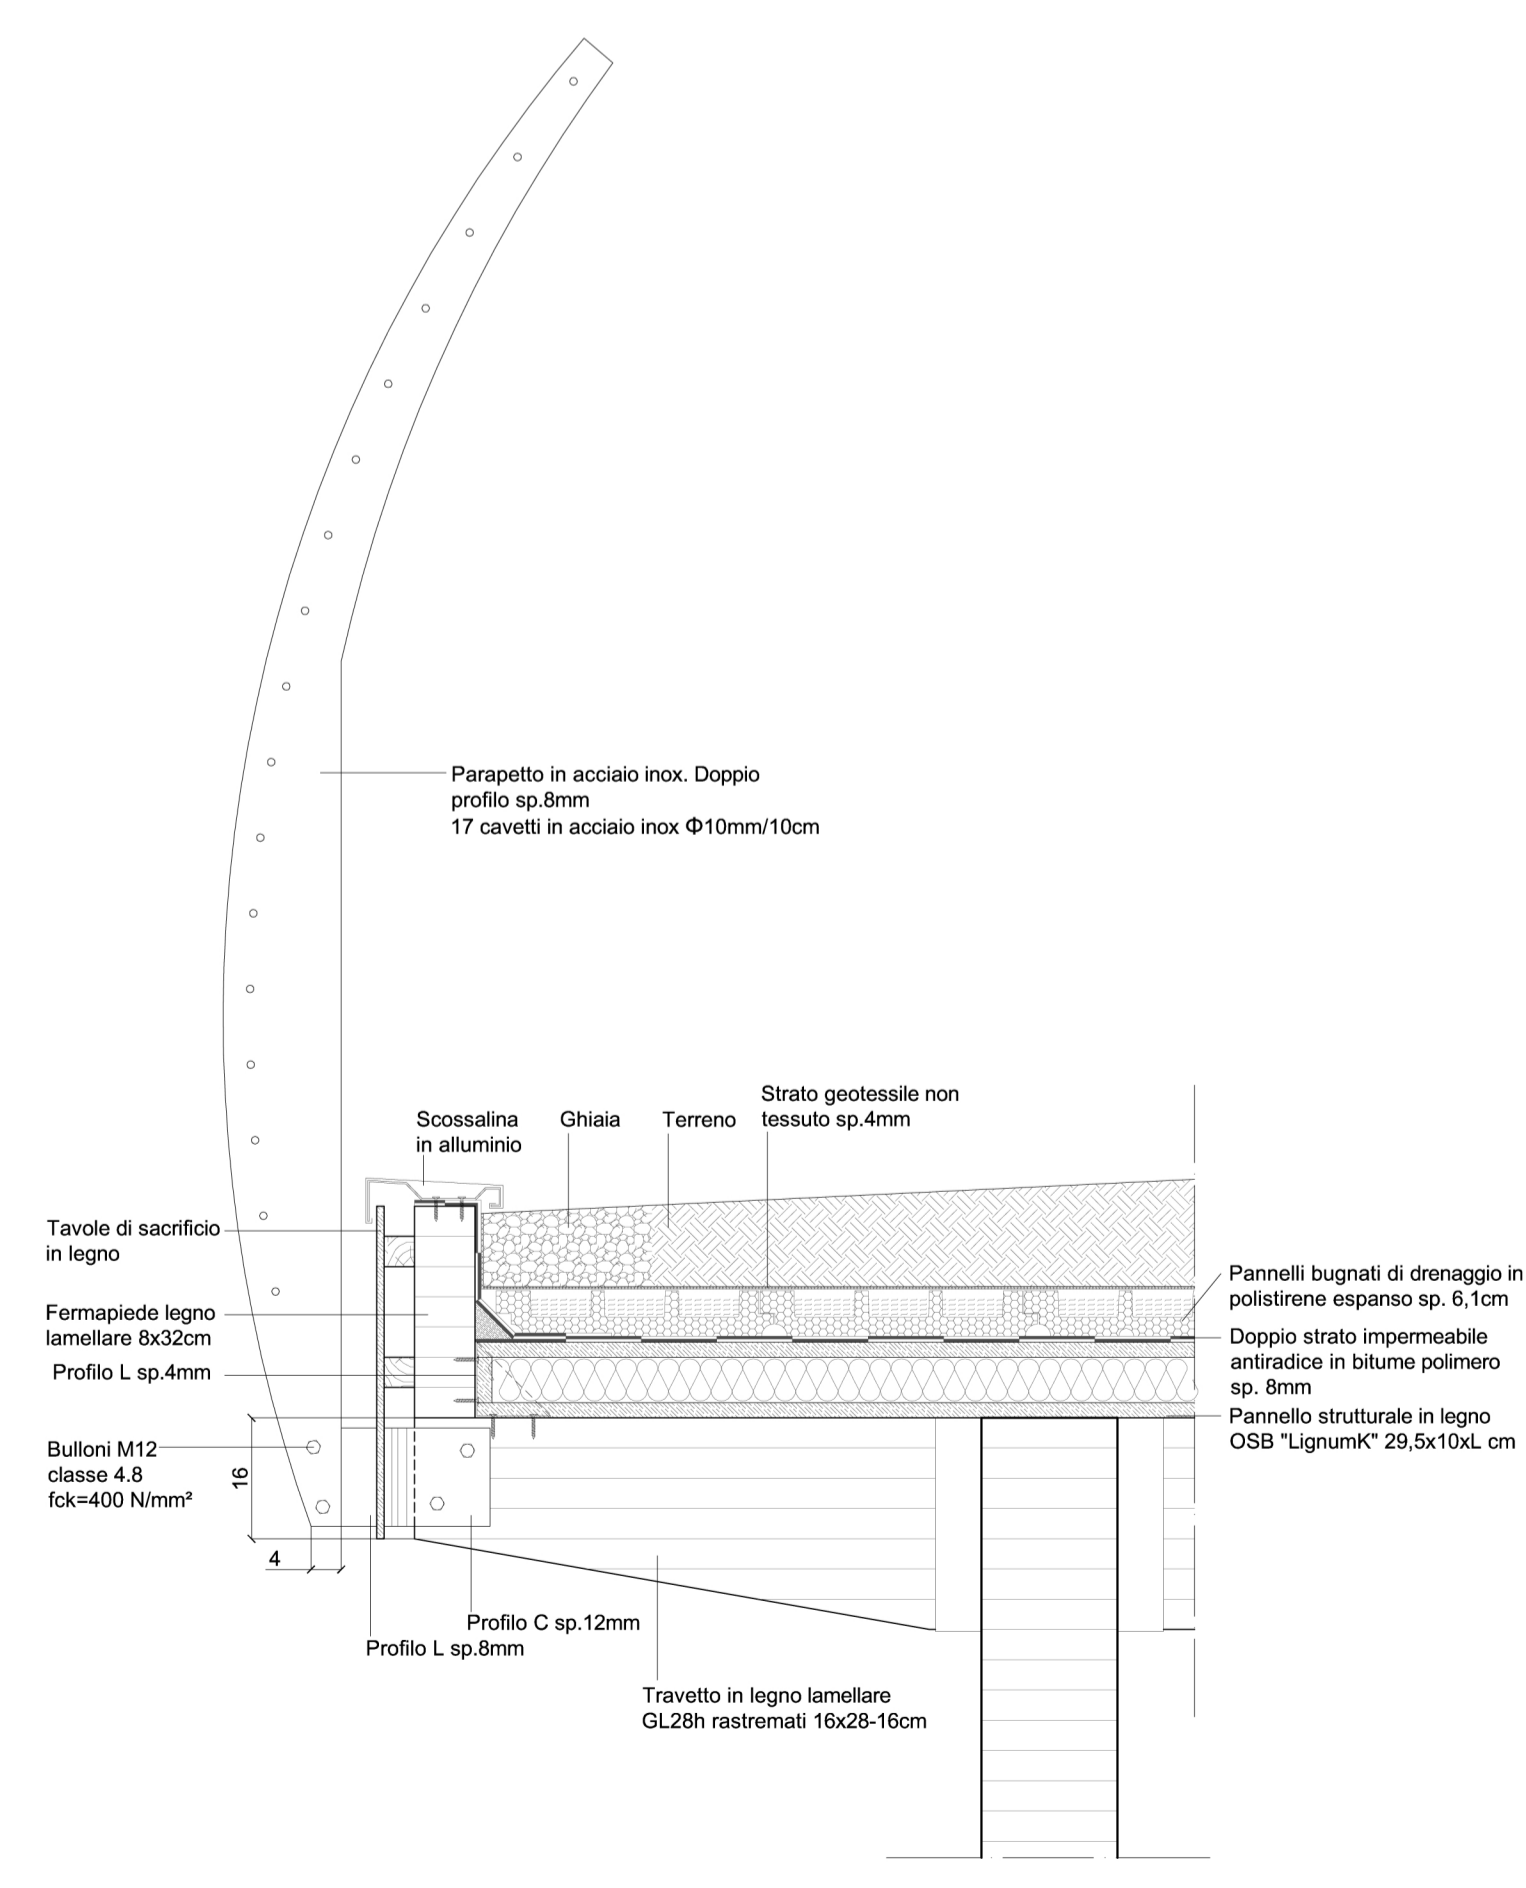 Parapetto in acciaio inox. Doppio
profilo sp.8mm
17 cavetti in acciaio inox Φ10mm/10cm
Strato geotessile non
tessuto sp.4mm
Scossalina
in alluminio
Ghiaia
Terreno
Tavole di sacrificio
in legno
Fermapiede legno
lamellare 8x32cm
Profilo L sp.4mm
Bulloni M12
classe 4.8
fck=400 N/mm²
16
4
Pannelli bugnati di drenaggio in
polistirene espanso sp. 6,1cm
Doppio strato impermeabile
antiradice in bitume polimero
sp. 8mm
Pannello strutturale in legno
OSB "LignumK" 29,5x10xL cm
Profilo C sp.12mm
Profilo L sp.8mm
Travetto in legno lamellare
GL28h rastremati 16x28-16cm